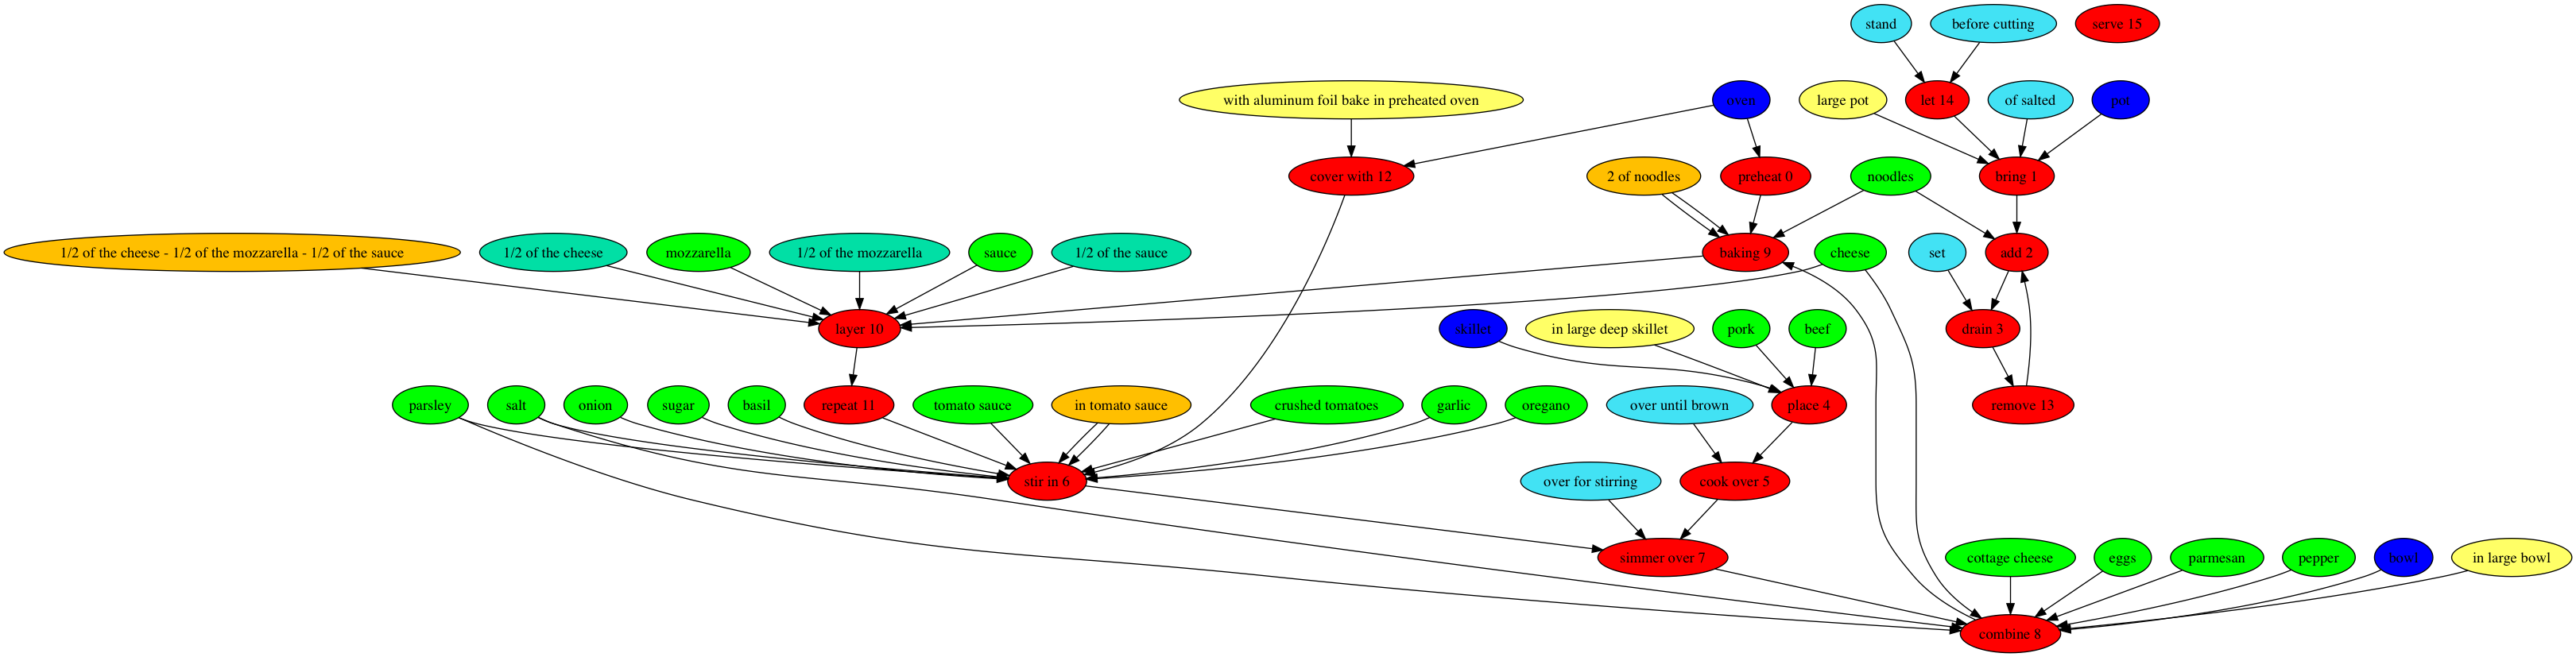 stand
before cutting
serve 15
with aluminum foil bake in preheated oven
oven
large pot
let 14
of salted
pot
cover with 12
2 of noodles
preheat 0
noodles
bring 1
1/2 of the cheese - 1/2 of the mozzarella - 1/2 of the sauce
1/2 of the cheese
mozzarella
1/2 of the mozzarella
sauce
1/2 of the sauce
baking 9
cheese
set
add 2
layer 10
skillet
in large deep skillet
pork
beef
drain 3
parsley
salt
onion
sugar
basil
repeat 11
tomato sauce
in tomato sauce
crushed tomatoes
garlic
oregano
over until brown
place 4
remove 13
stir in 6
over for stirring
cook over 5
simmer over 7
cottage cheese
eggs
parmesan
pepper
bowl
in large bowl
combine 8